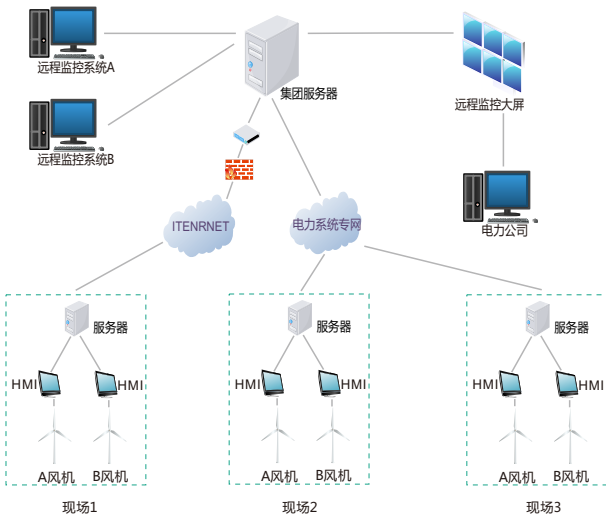 远程监控系统A
集团服务器
远程监控大屏
远程监控系统B
ITENRNET
电力系统专网
电力公司
服务器
服务器
服务器
HMI
HMI
HMI
HMI
HMI
HMI
A风机
B风机
A风机
B风机
A风机
B风机
现场1
现场2
现场3